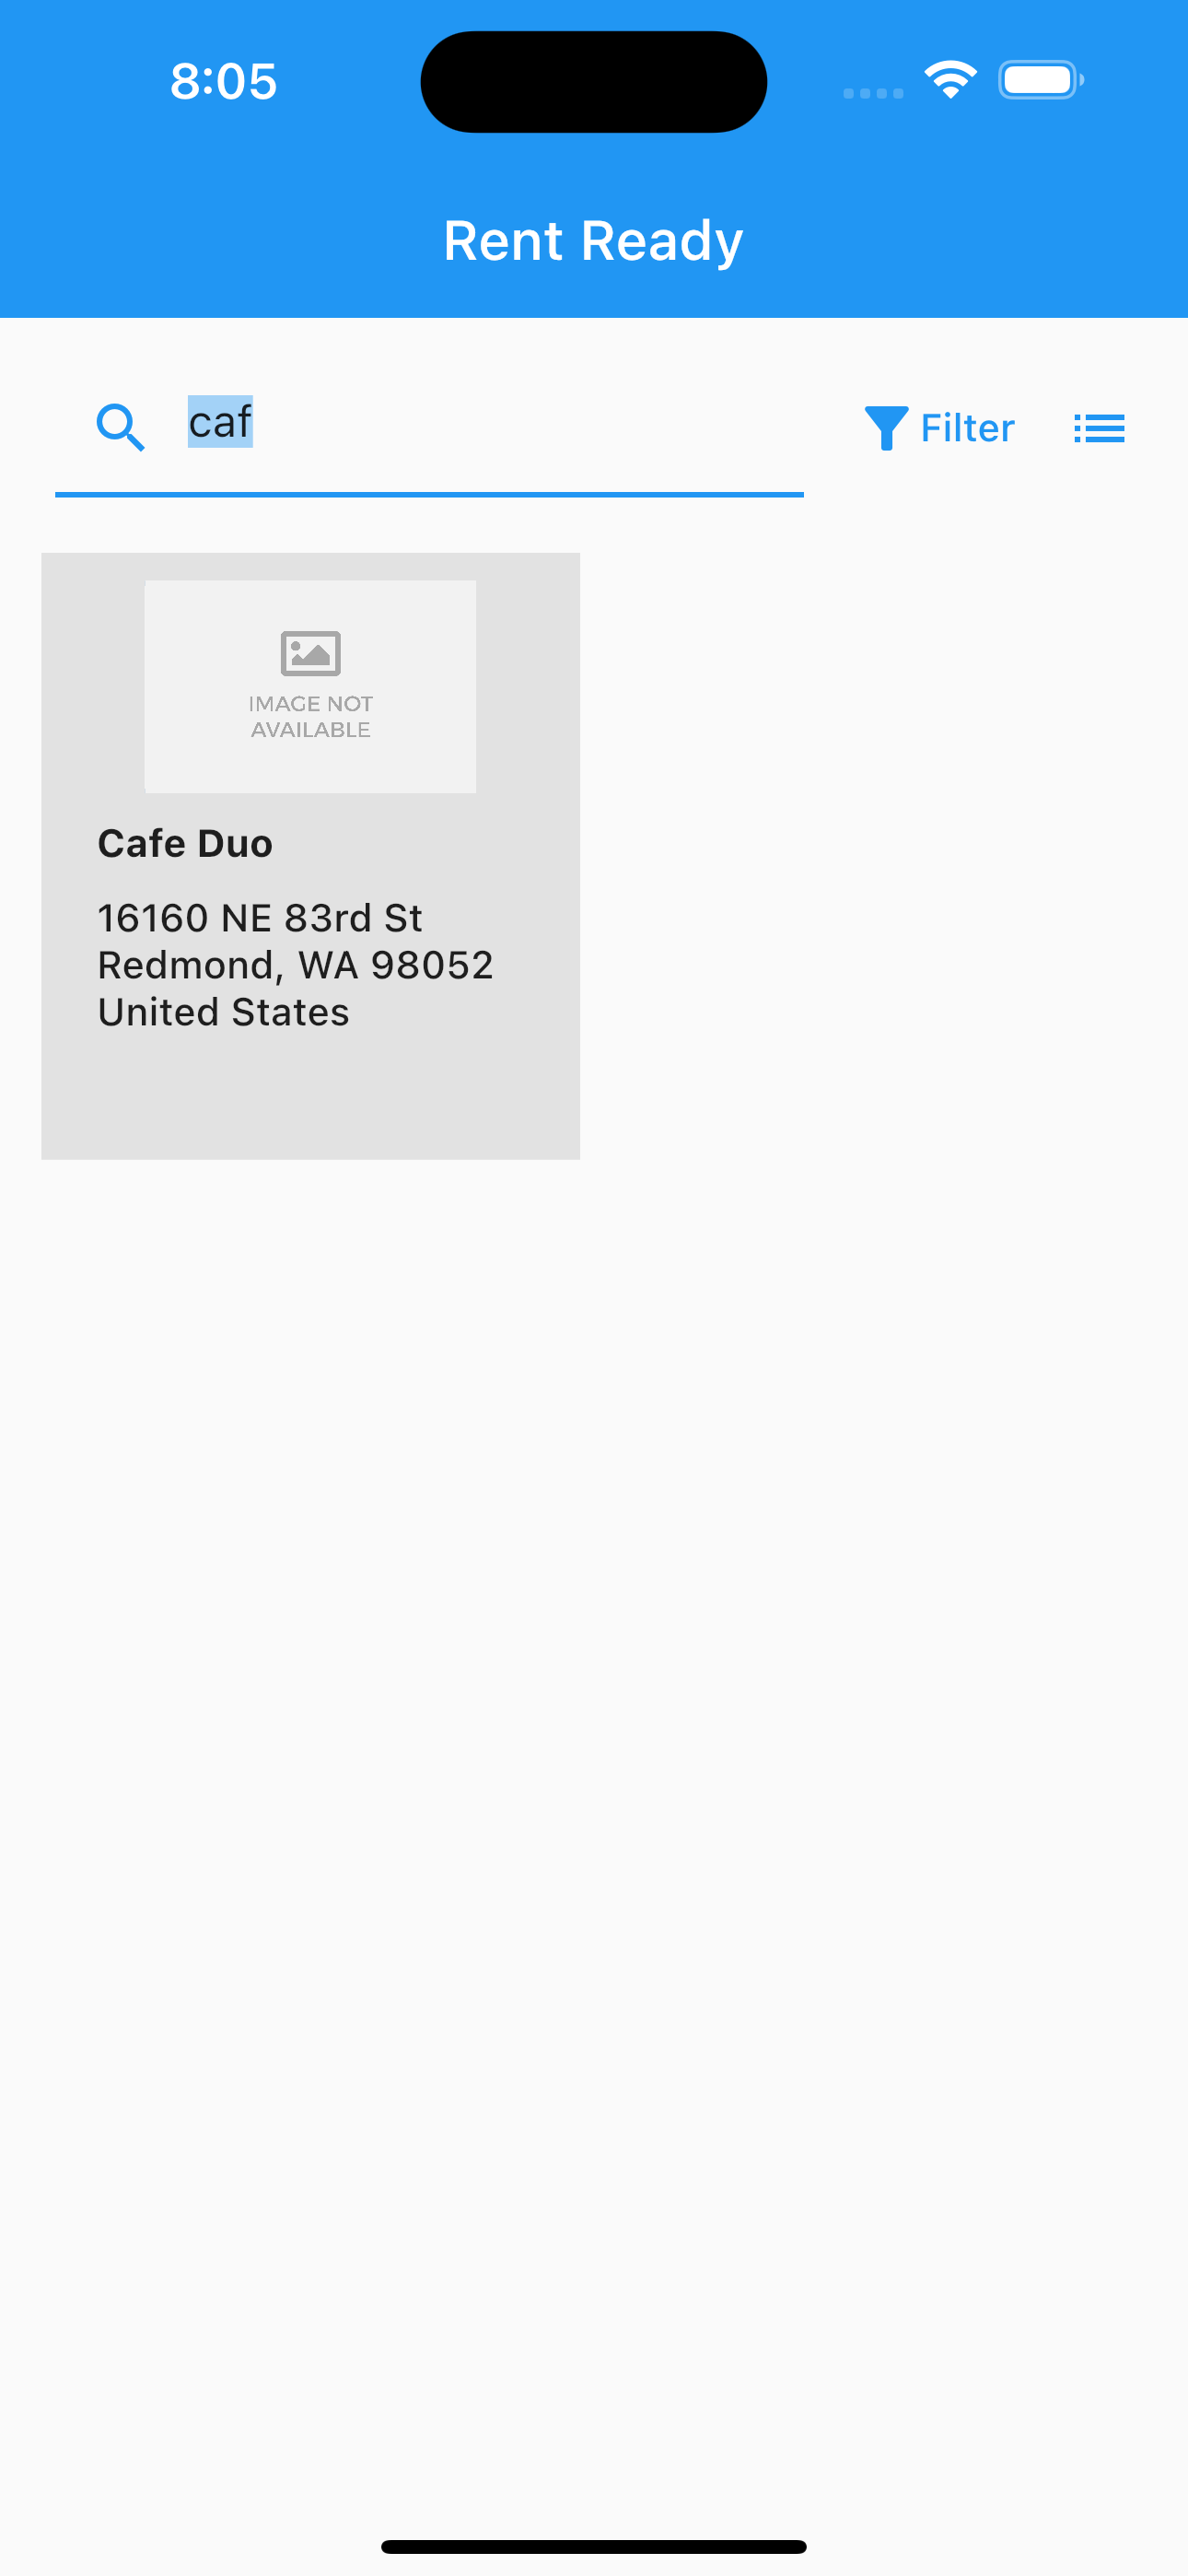 8:05
Rent Ready
caf
Filter
IMAGE NOT
AVAILABLE
Cafe Duo
16160 NE 83rd St
Redmond, WA 98052
United States